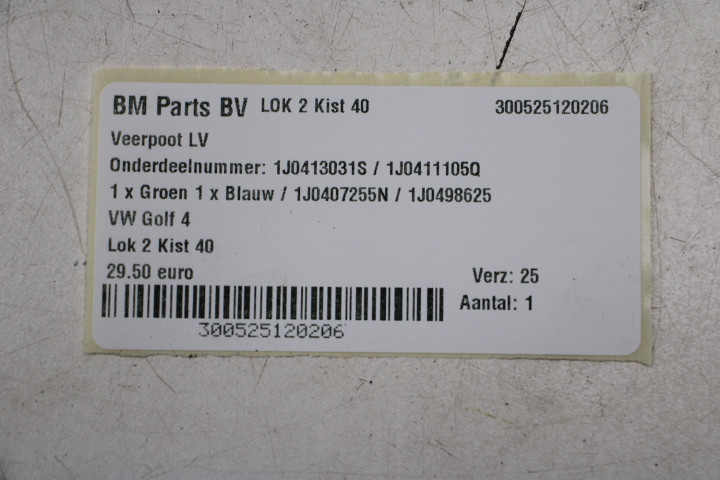 BM Parts BV LOK 2 Kist 40 300525120206
Veerpoot LV
Onderdeelnummer: 1J0413031S / 1J0411105Q
1 x Groen 1 x Blauw / 1J0407255N / 1J0498625
VW Golf 4
Lok 2 Kist 40
29.50 euro Verz: 25
Aantal: 1
300525120206